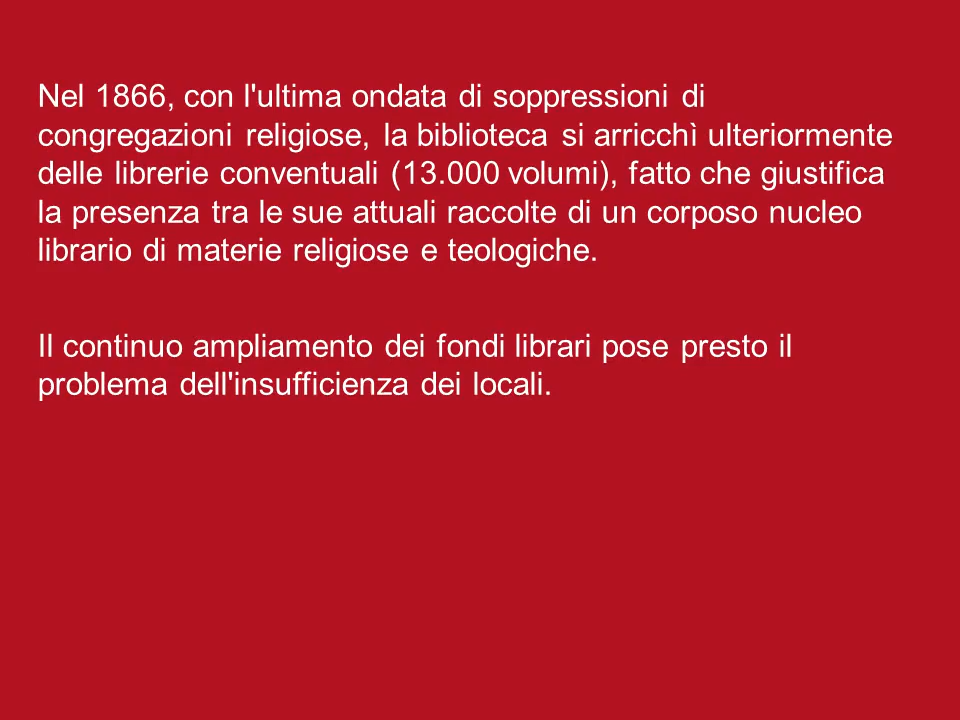 Nel 1866, con l'ultima ondata di soppressioni di
congregazioni religiose, la biblioteca si arricchì ulteriormente
delle librerie conventuali (13.000 volumi), fatto che giustifica
la presenza tra le sue attuali raccolte di un corposo nucleo
librario di materie religiose e teologiche.
Il continuo ampliamento dei fondi librari pose presto il
problema dell'insufficienza dei locali.